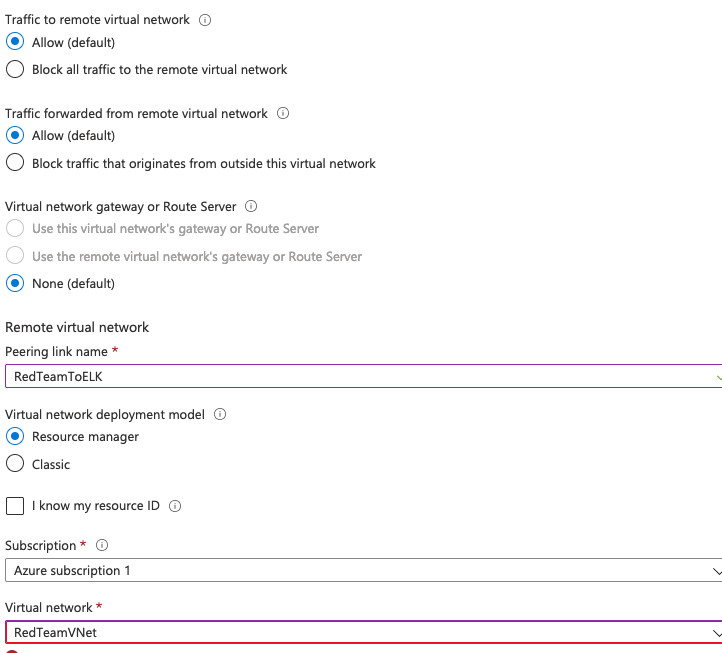 Traffic to remote virtual network
Allow (default)
Block all traffic to the remote virtual network
Traffic forwarded from remote virtual network
Allow (default)
Block traffic that originates from outside this virtual network
Virtual network gateway or Route Server
Use this virtual network's gateway or Route Server
Use the remote virtual network's gateway or Route Server
None (default)
Remote virtual network
Peering link name *
RedTeamToELK
Virtual network deployment model
Resource manager
Classic
I know my resource ID
Subscription *
Azure subscription 1
Virtual network *
RedTeamVNet